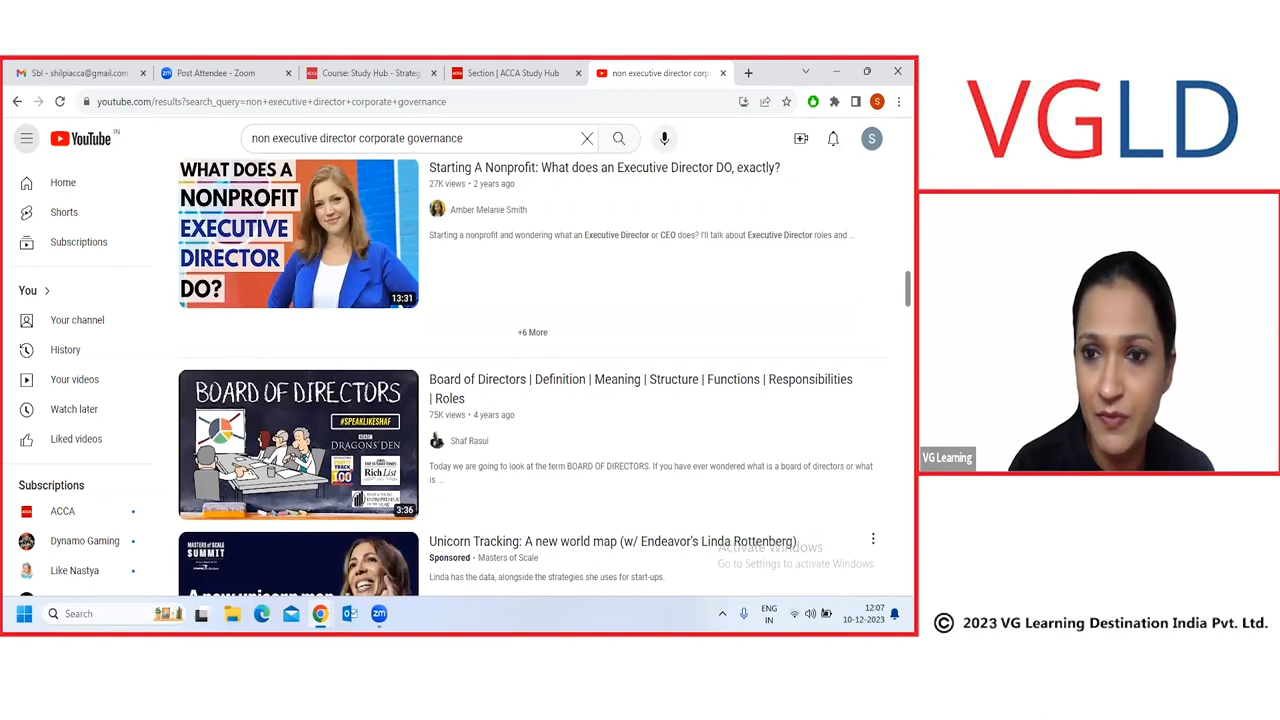 Sbl - shilpiacca@gmail.com
Post Attendee - Zoom
Course: Study Hub - Strateg
Section | ACCA Study Hub
non executive director corp
youtube.com/results?search_query=non+executive+director+corporate+governance
YouTube IN
non executive director corporate governance
Home
Shorts
Subscriptions
You
Your channel
History
Your videos
Watch later
Liked videos
Subscriptions
ACCA
Dynamo Gaming
Like Nastya
WHAT DOES A
NONPROFIT
EXECUTIVE
DIRECTOR
DO?
13:31
Starting A Nonprofit: What does an Executive Director DO, exactly?
27K views • 2 years ago
Amber Melanie Smith
Starting a nonprofit and wondering what an Executive Director or CEO does? I'll talk about Executive Director roles and ...
+6 More
BOARD OF DIRECTORS
#SPEAKLIKESHAF
BBC
DRAGONS' DEN
100
Rich List
3:36
Board of Directors | Definition | Meaning | Structure | Functions | Responsibilities
| Roles
75K views • 4 years ago
Shaf Rasul
Today we are going to look at the term BOARD OF DIRECTORS. If you have ever wondered what is a board of directors or what
is ...
MASTERS OF SCALE
SUMMIT
A new unicorn map
Unicorn Tracking: A new world map (w/ Endeavor's Linda Rottenberg)
Sponsored • Masters of Scale
Linda has the data, alongside the strategies she uses for start-ups.
Activate Windows
Go to Settings to activate Windows.
Search
ENG
IN
12:07
10-12-2023
VGLD
VG Learning
© 2023 VG Learning Destination India Pvt. Ltd.